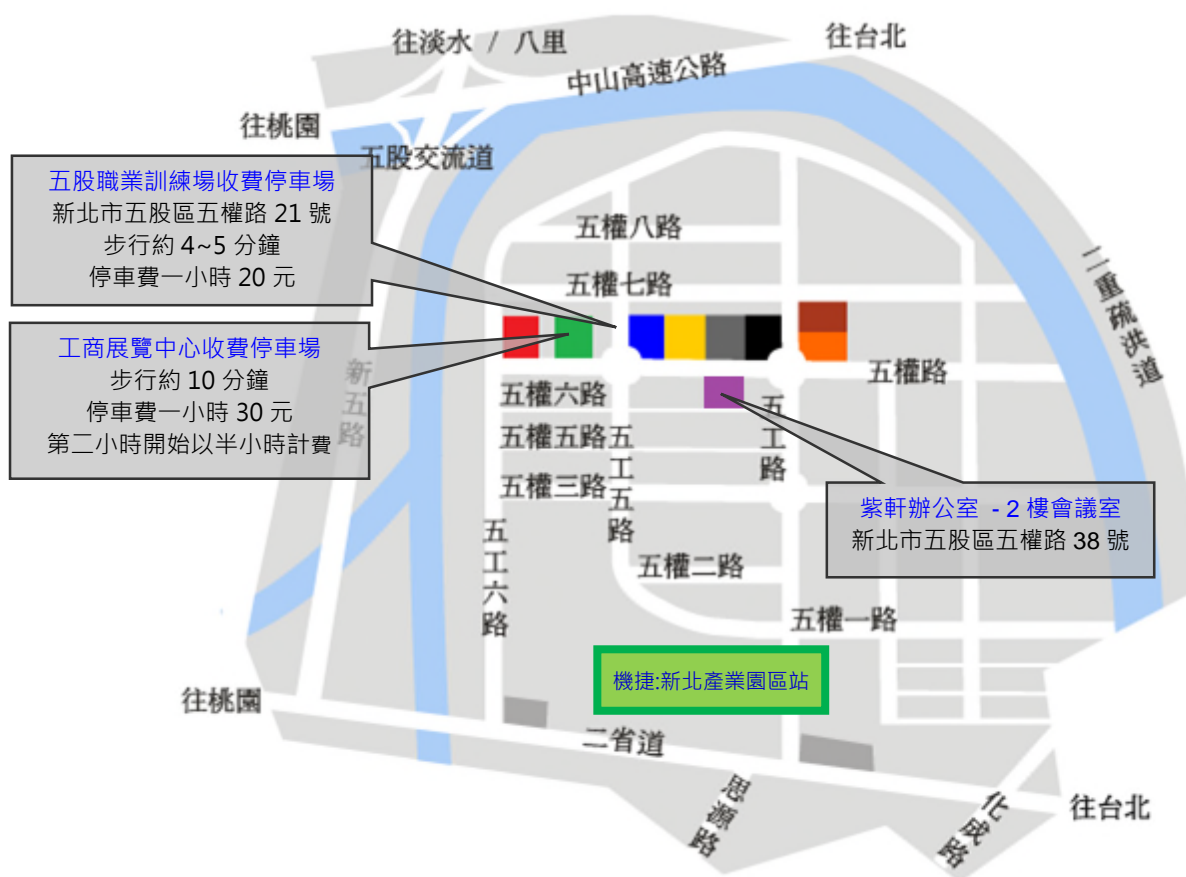 往淡水 / 八里
往台北
中山高速公路
往桃園
五股交流道
五股職業訓練場收費停車場
新北市五股區五權路 21 號
步行約 4~5 分鐘
停車費一小時 20 元
五權八路
五權七路
二重疏洪道
工商展覽中心收費停車場
步行約 10 分鐘
停車費一小時 30 元
第二小時開始以半小時計費
新五路
五權路
五權六路
五工路
五權五路
五工五路
五權三路
紫軒辦公室 - 2 樓會議室
新北市五股區五權路 38 號
五工六路
五權二路
五權一路
機捷:新北產業園區站
往桃園
二省道
思源路
化成路
往台北